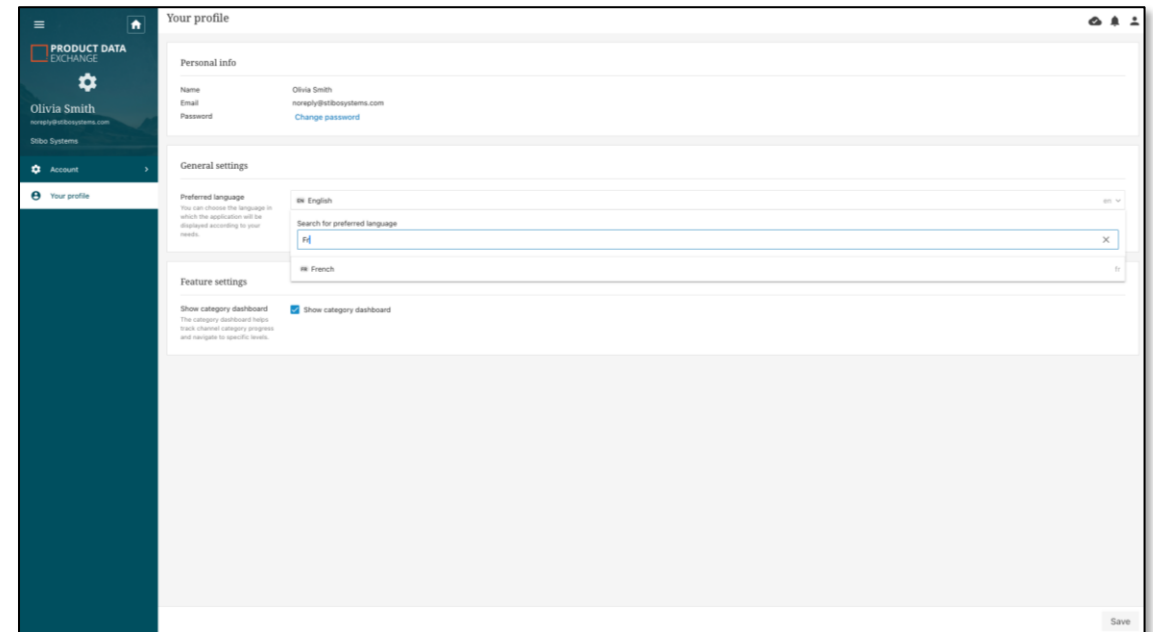 Your profile
PRODUCT DATA
EXCHANGE
Olivia Smith
noreply@stibosystems.com
Stibo Systems
Account
Your profile
Personal info
Name Olivia Smith
Email noreply@stibosystems.com
Password Change password
General settings
Preferred language
You can choose the language in
which the application will be
displayed according to your
needs.
English en
Search for preferred language
Fr
French fr
Feature settings
Show category dashboard
The category dashboard helps
track channel category progress
and navigate to specific levels.
Show category dashboard
Save